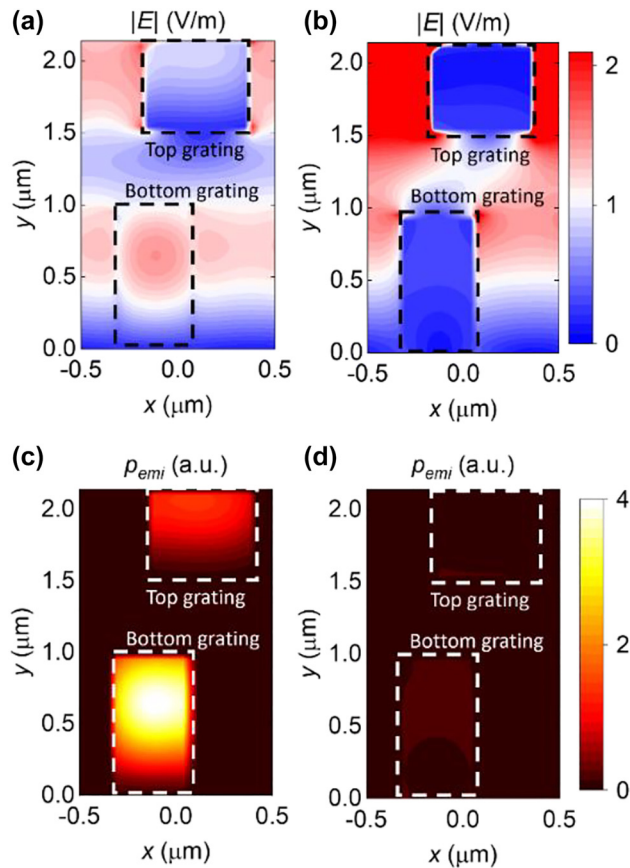 (a)
|E| (V/m)
2.0
1.5
1.0
0.5
0.0
y (μm)
Top grating
Bottom grating
-0.5
0.0
0.5
x (μm)
(b)
|E| (V/m)
2.0
1.5
1.0
0.5
0.0
y (μm)
Top grating
Bottom grating
-0.5
0.0
0.5
x (μm)
2
1
0
(c)
p_emi (a.u.)
2.0
1.5
1.0
0.5
0.0
y (μm)
Top grating
Bottom grating
-0.5
0.0
0.5
x (μm)
(d)
p_emi (a.u.)
2.0
1.5
1.0
0.5
0.0
y (μm)
Top grating
Bottom grating
-0.5
0.0
0.5
x (μm)
4
2
0